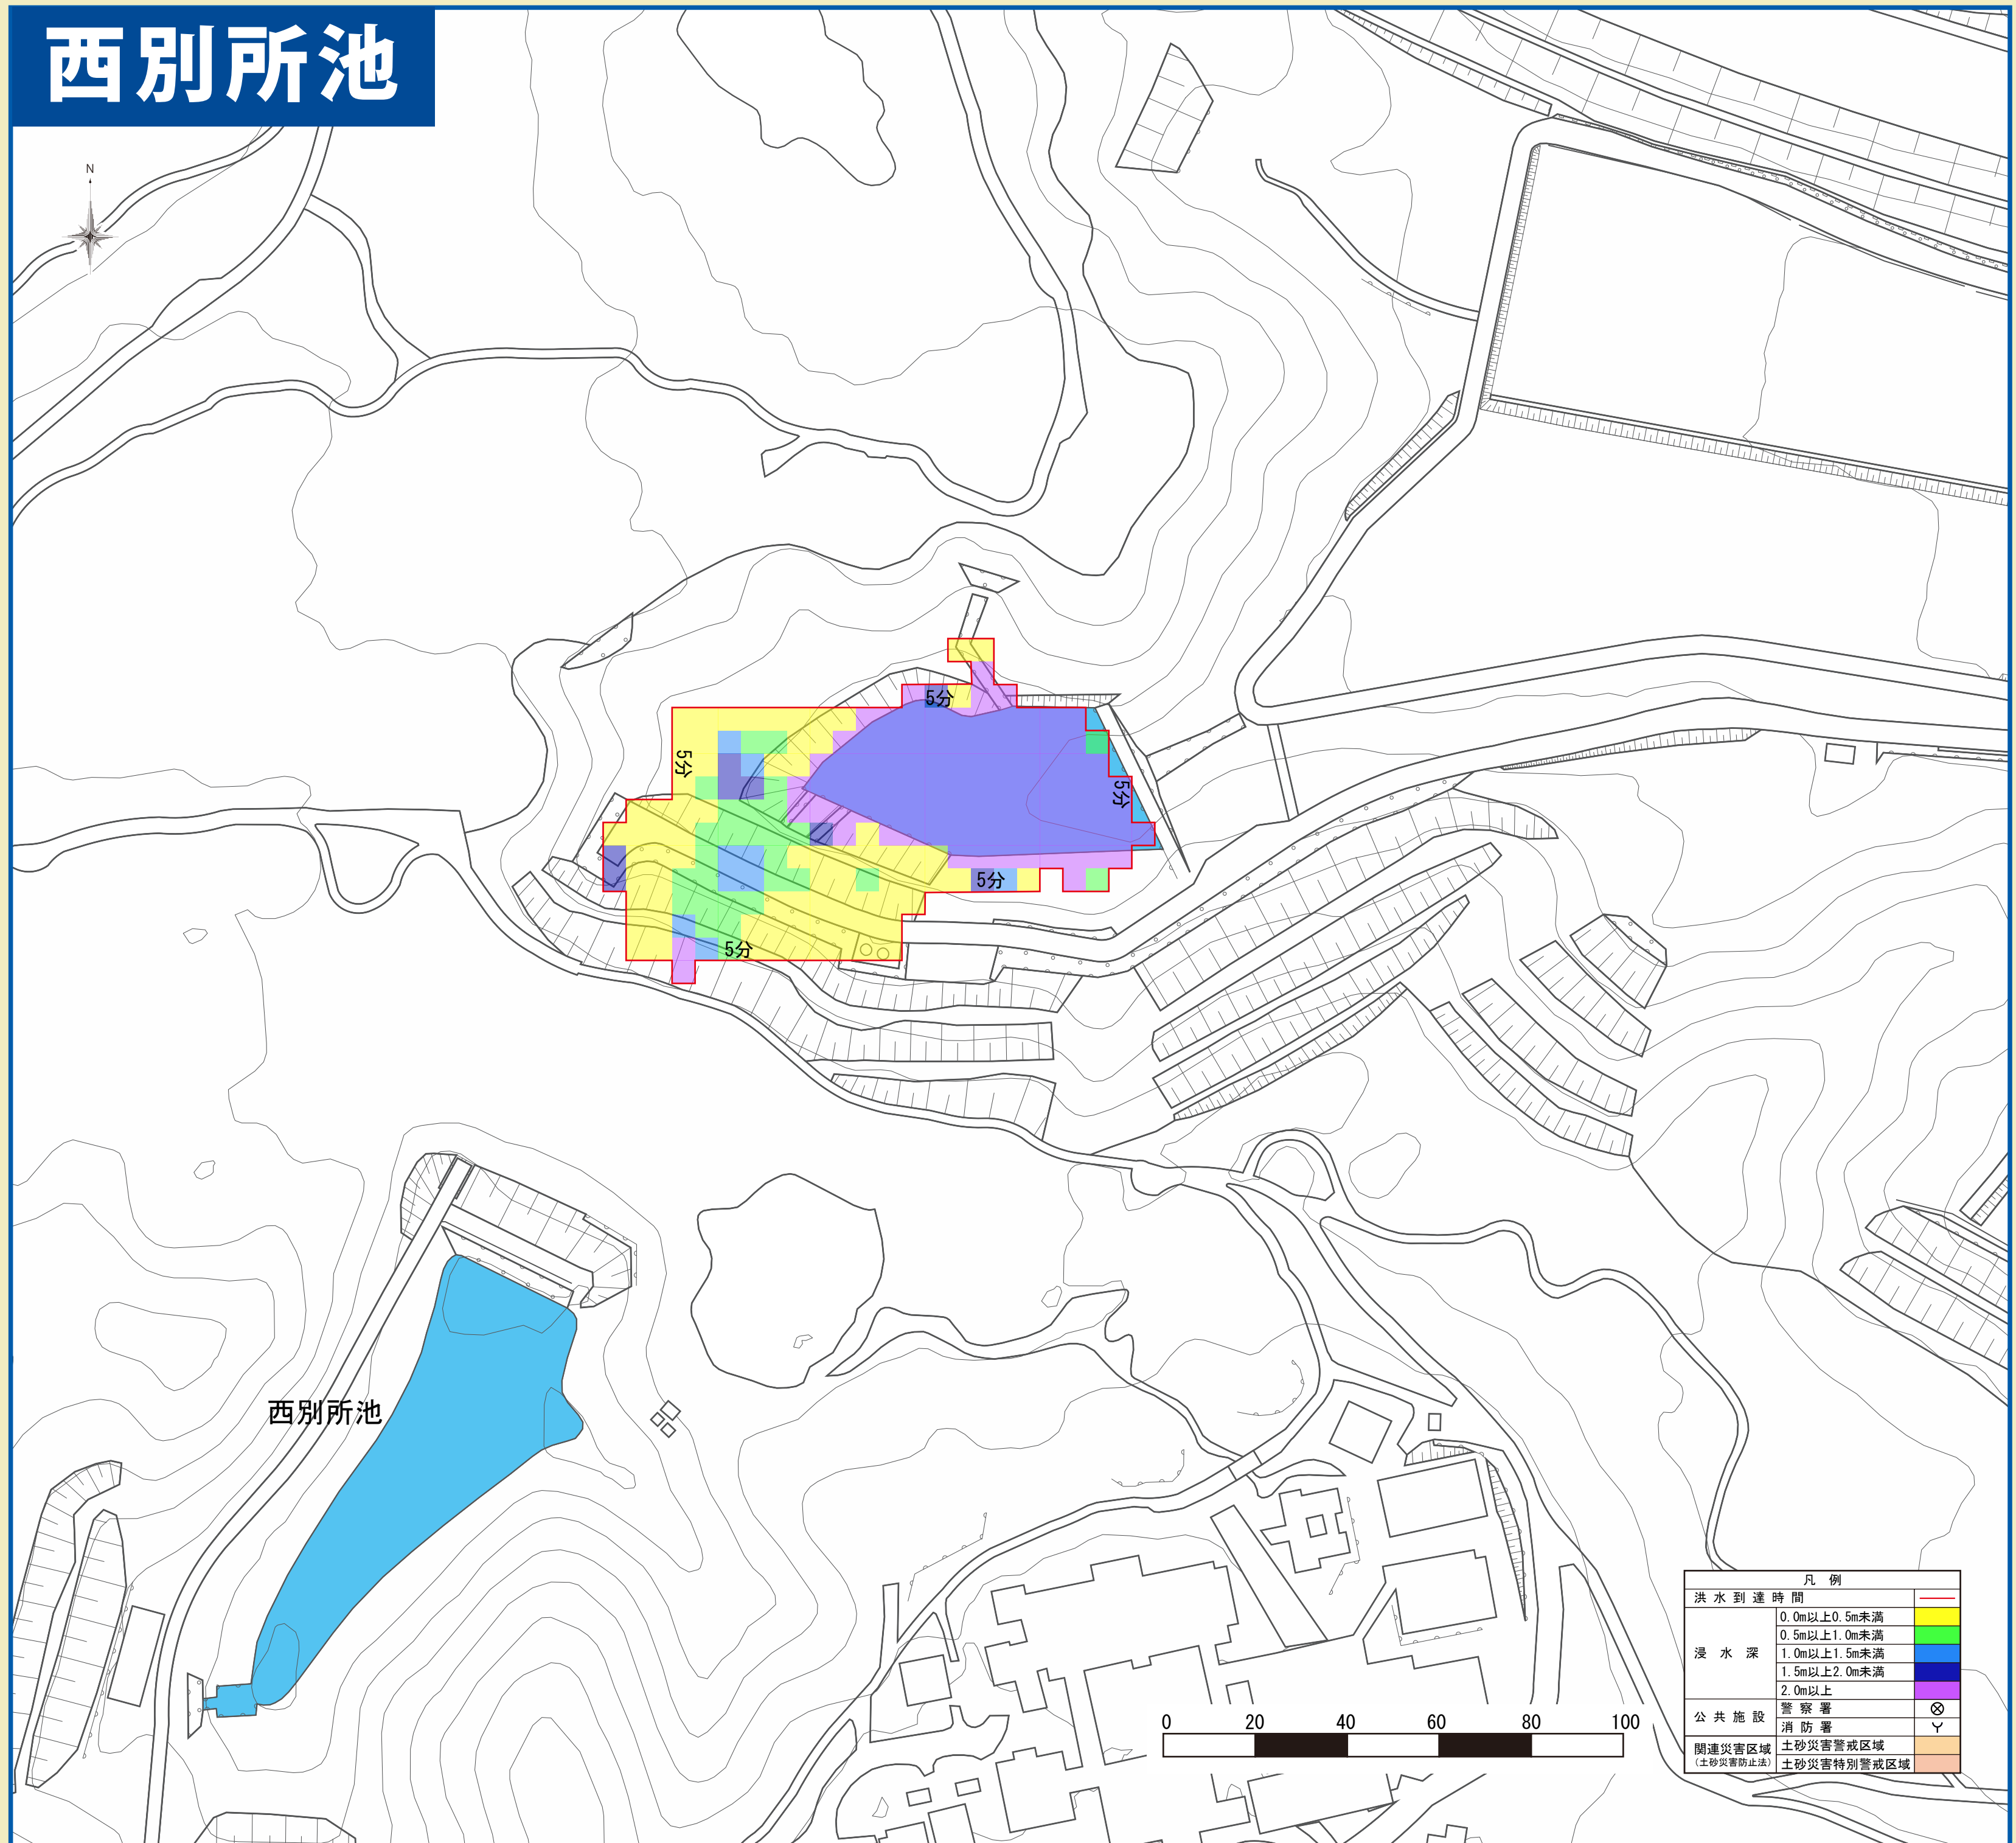 西別所池
N
5分
5分
5分
5分
5分
西別所池
凡 例
洪水到達時間
浸水深
0.0m以上0.5m未満
0.5m以上1.0m未満
1.0m以上1.5m未満
1.5m以上2.0m未満
2.0m以上
公共施設
警察署
消防署
関連災害区域
(土砂災害防止法)
土砂災害警戒区域
土砂災害特別警戒区域
0 20 40 60 80 100